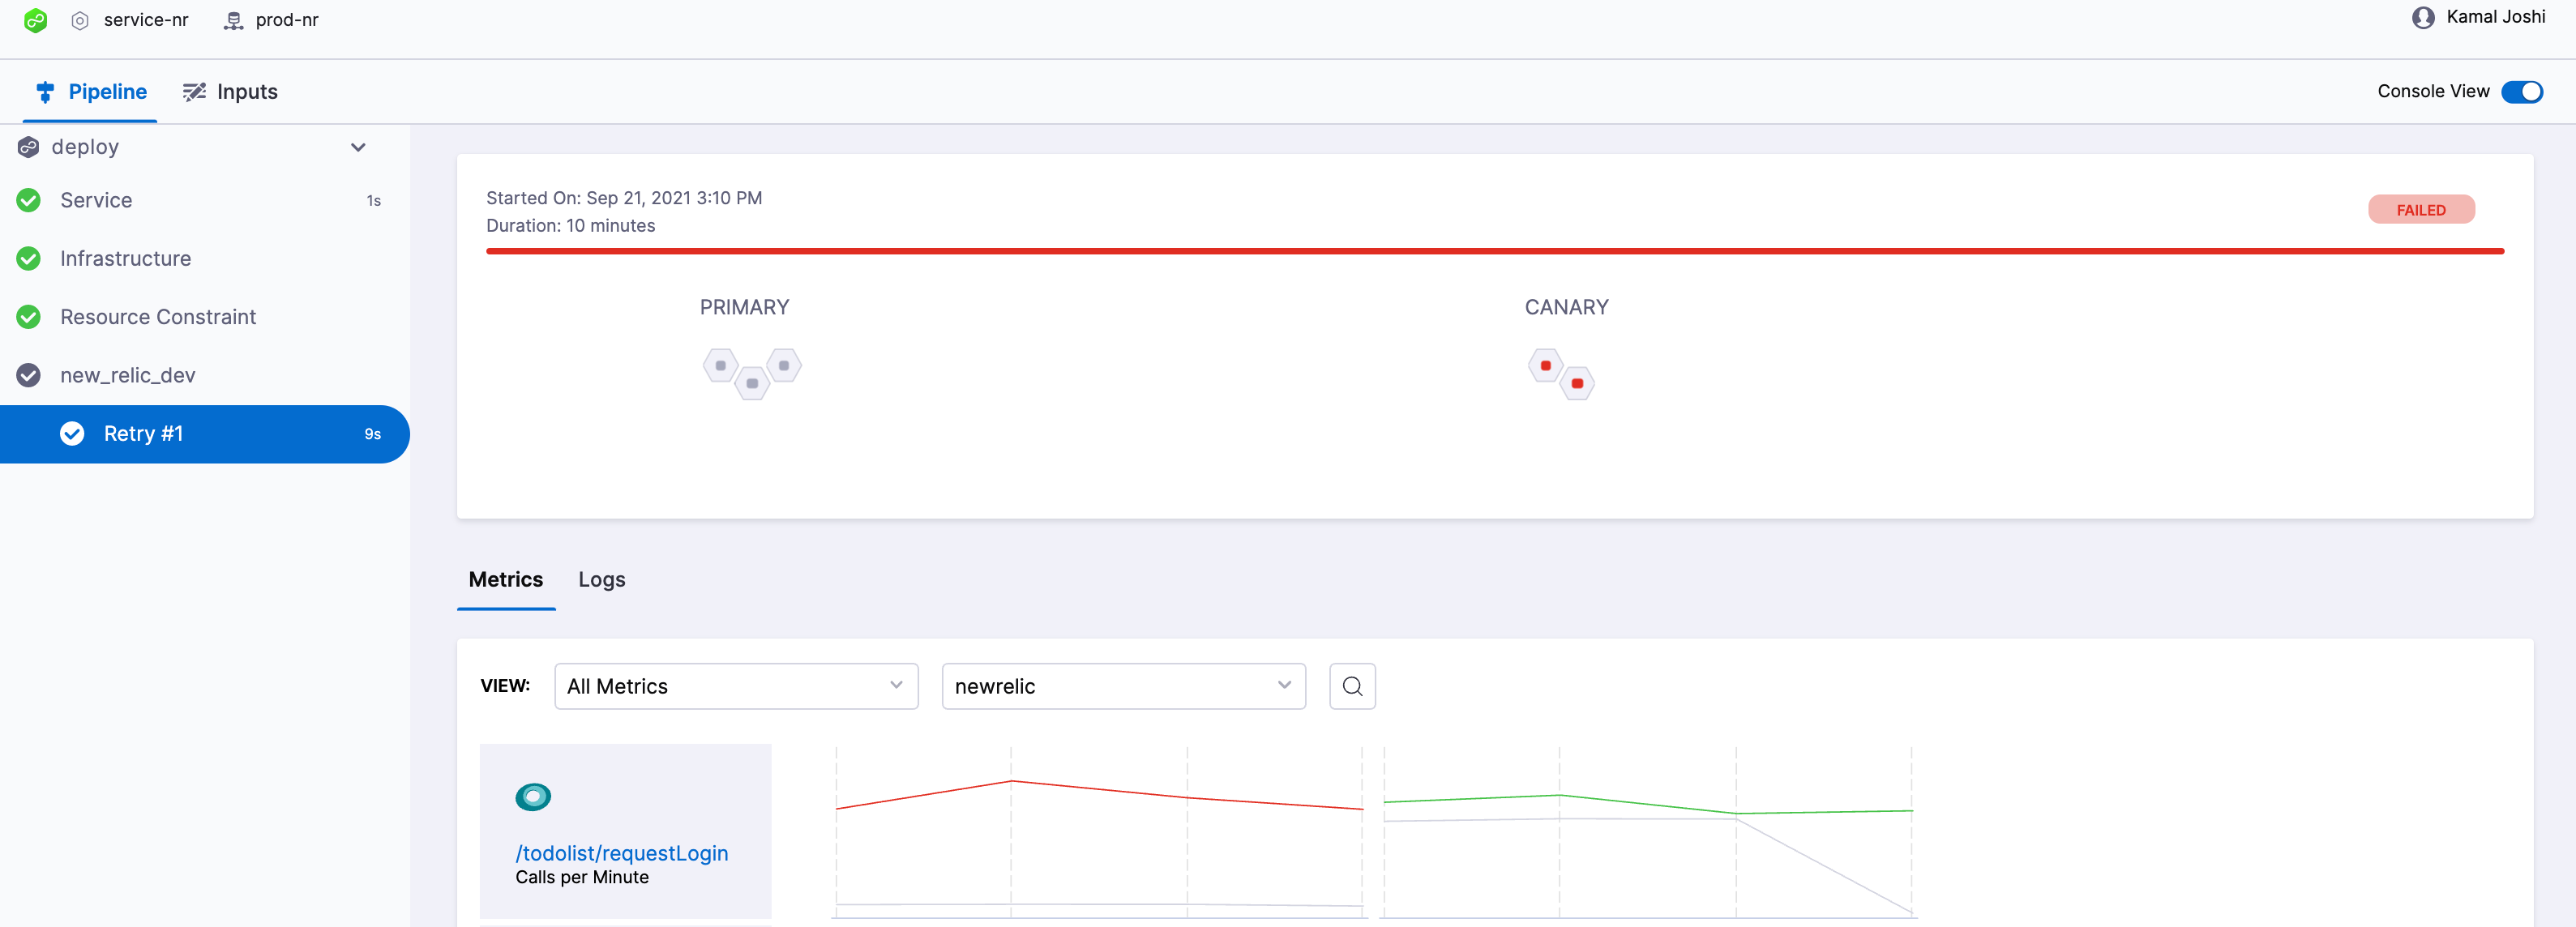 service-nr
prod-nr
Kamal Joshi
Pipeline
Inputs
Console View
deploy
Service
1s
Infrastructure
Resource Constraint
new_relic_dev
Retry #1
9s
Started On: Sep 21, 2021 3:10 PM
Duration: 10 minutes
FAILED
PRIMARY
CANARY
Metrics
Logs
VIEW:
All Metrics
newrelic
/todolist/requestLogin
Calls per Minute